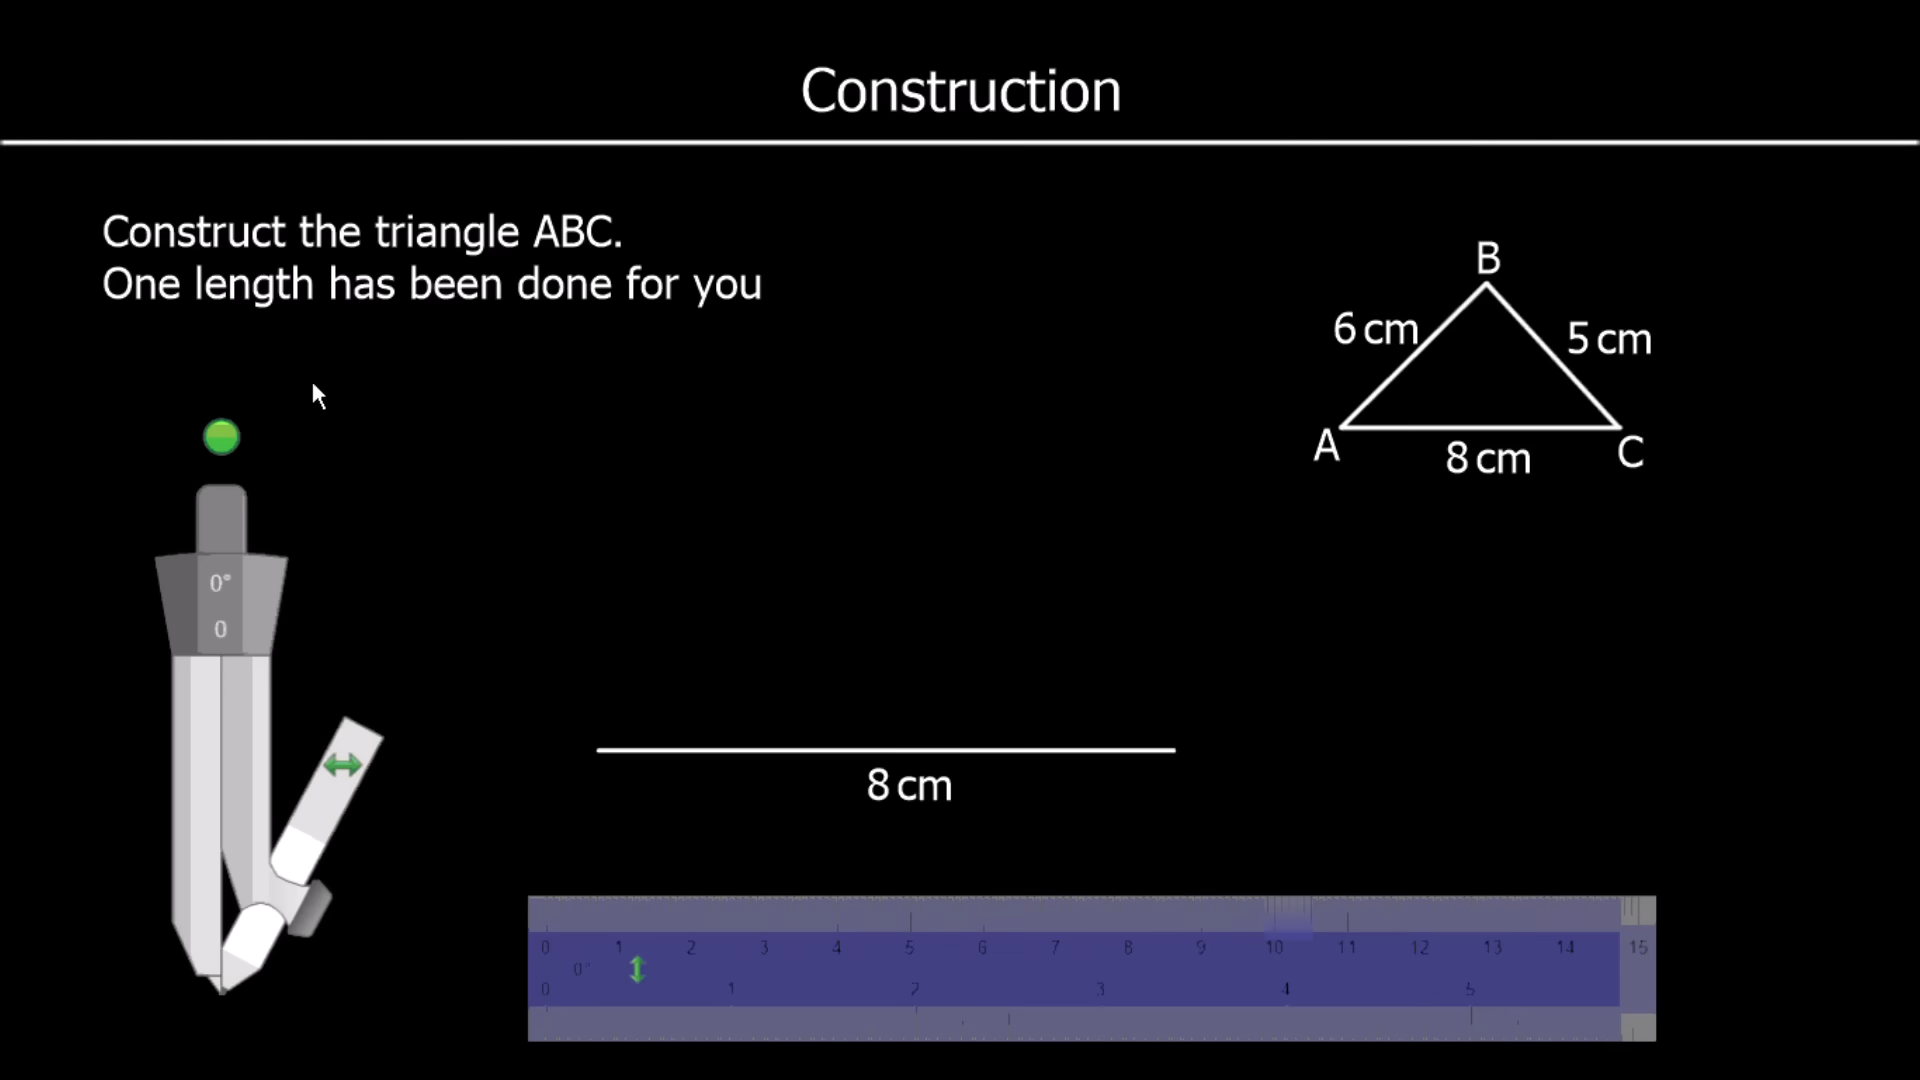 Construction
Construct the triangle ABC.
One length has been done for you
B
6 cm
5 cm
A
8 cm
C
0°
0
8 cm
0 1 2 3 4 5 6 7 8 9 10 11 12 13 14 15
0°
0 1 2 3 4 5